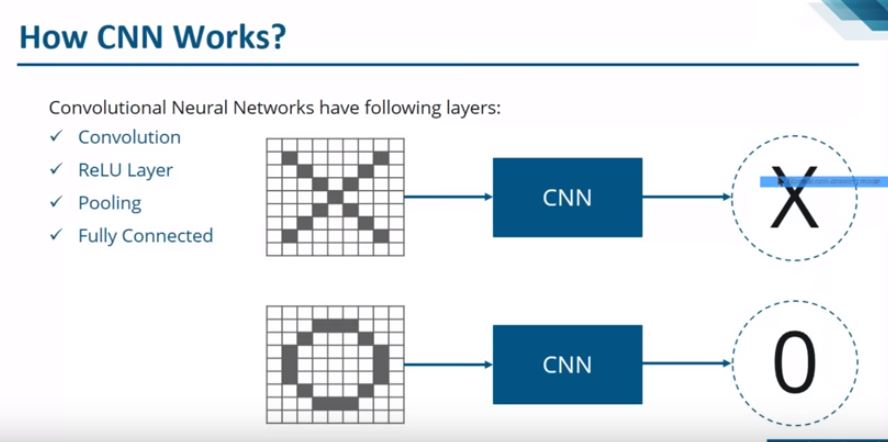 How CNN Works?
Convolutional Neural Networks have following layers:
✓ Convolution
✓ ReLU Layer
✓ Pooling
✓ Fully Connected
CNN
X
CNN
0